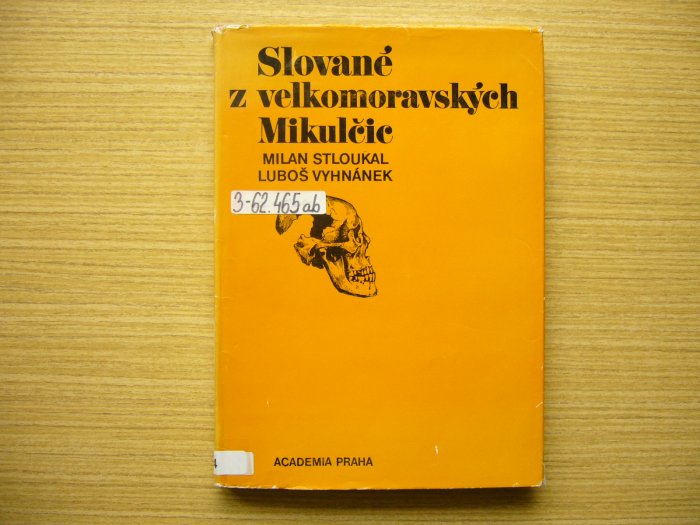 Slované
z velkomoravských
Mikulčic
MILAN STLOUKAL
LUBOŠ VYHNÁNEK
3-62.465ab
ACADEMIA PRAHA